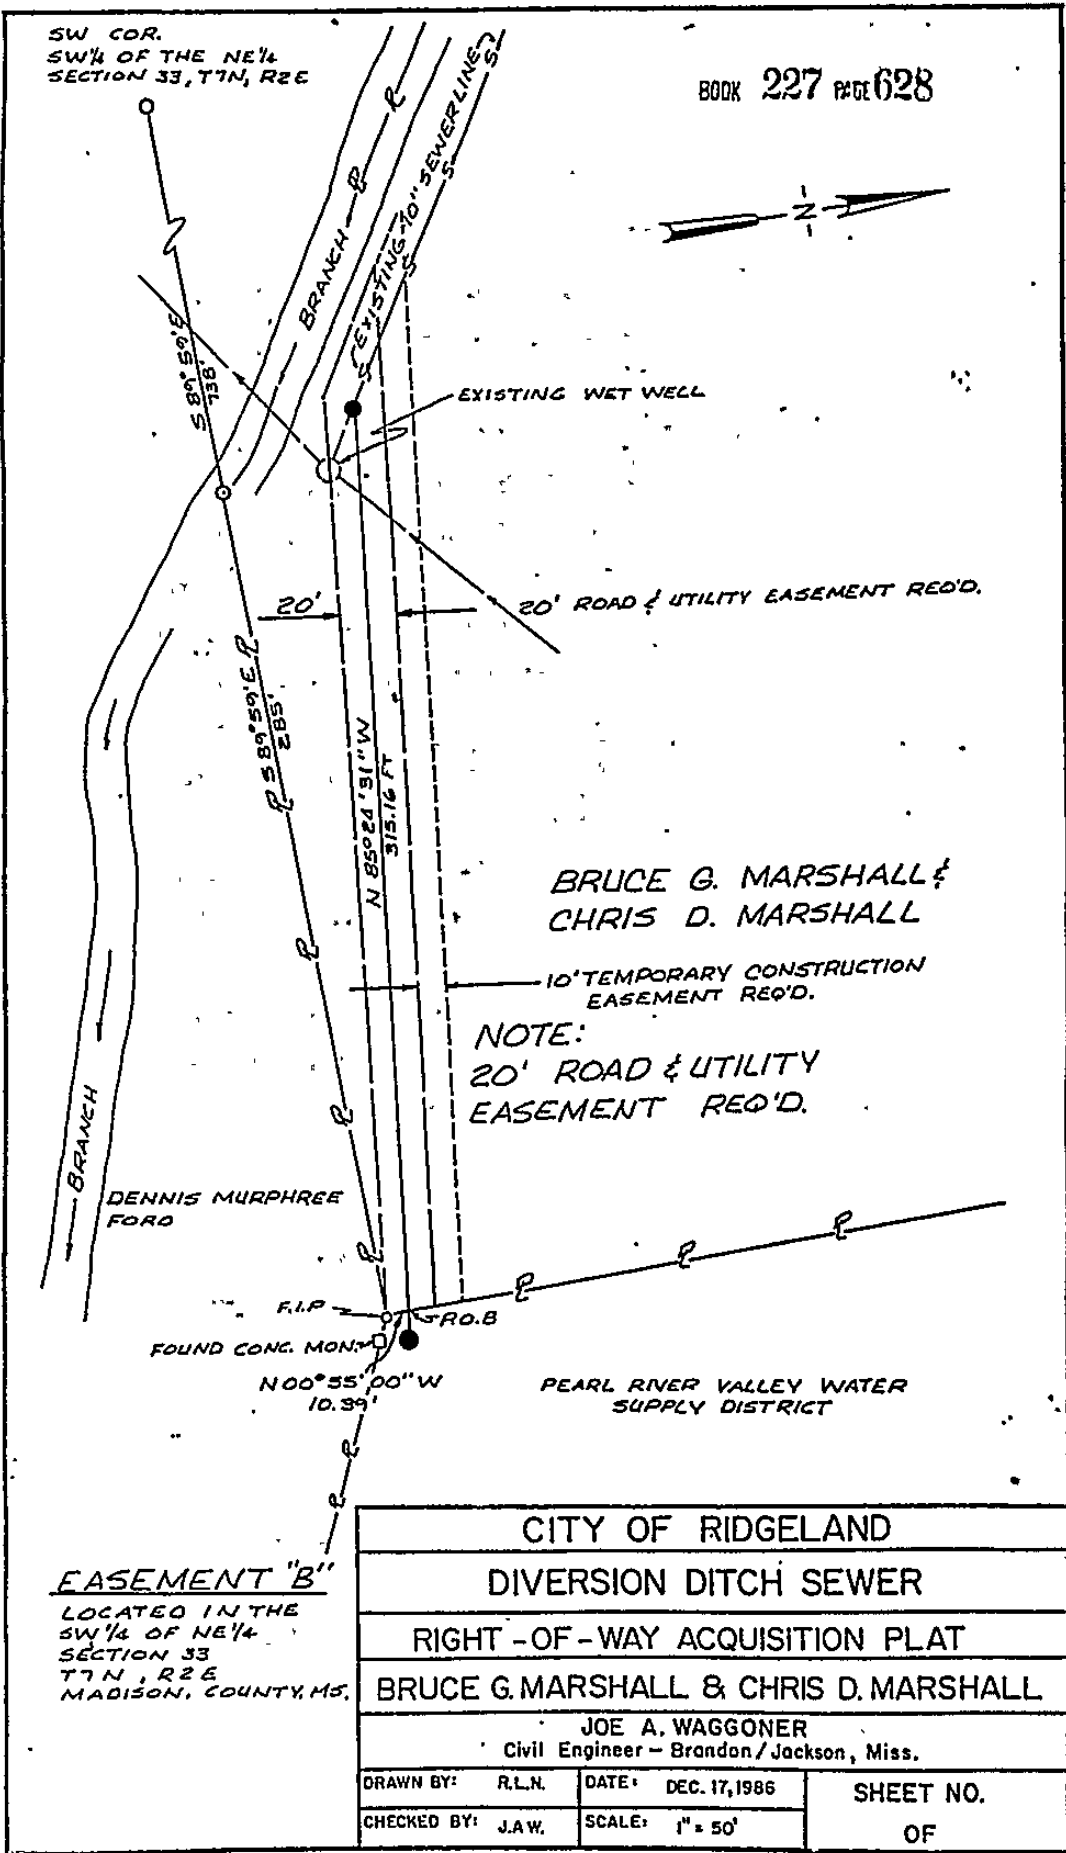 SW COR.
SW¼ OF THE NE¼
SECTION 33, T7N, R2E
BOOK 227 PAGE 628
N
EXISTING 10" SEWERLINE
S
S
S
S
BRANCH
EXISTING WET WELL
S 89°59'E
738'
20'
20' ROAD & UTILITY EASEMENT REQ'D.
S 89°59'E
285'
N 85°24'31"W
315.16 FT
BRUCE G. MARSHALL &
CHRIS D. MARSHALL
10' TEMPORARY CONSTRUCTION
EASEMENT REQ'D.
NOTE:
20' ROAD & UTILITY
EASEMENT REQ'D.
BRANCH
DENNIS MURPHREE
FORD
F.I.P
P.O.B
FOUND CONC. MON.
N00°55'00"W
10.39'
PEARL RIVER VALLEY WATER
SUPPLY DISTRICT
EASEMENT "B"
LOCATED IN THE
SW ¼ OF NE ¼
SECTION 33
T7N, R2E
MADISON, COUNTY, MS.
CITY OF RIDGELAND
DIVERSION DITCH SEWER
RIGHT-OF-WAY ACQUISITION PLAT
BRUCE G. MARSHALL & CHRIS D. MARSHALL
JOE A. WAGGONER
Civil Engineer – Brandon/Jackson, Miss.
DRAWN BY: R.L.N.
DATE: DEC. 17, 1986
SHEET NO.
CHECKED BY: J.A.W.
SCALE: 1" = 50'
OF